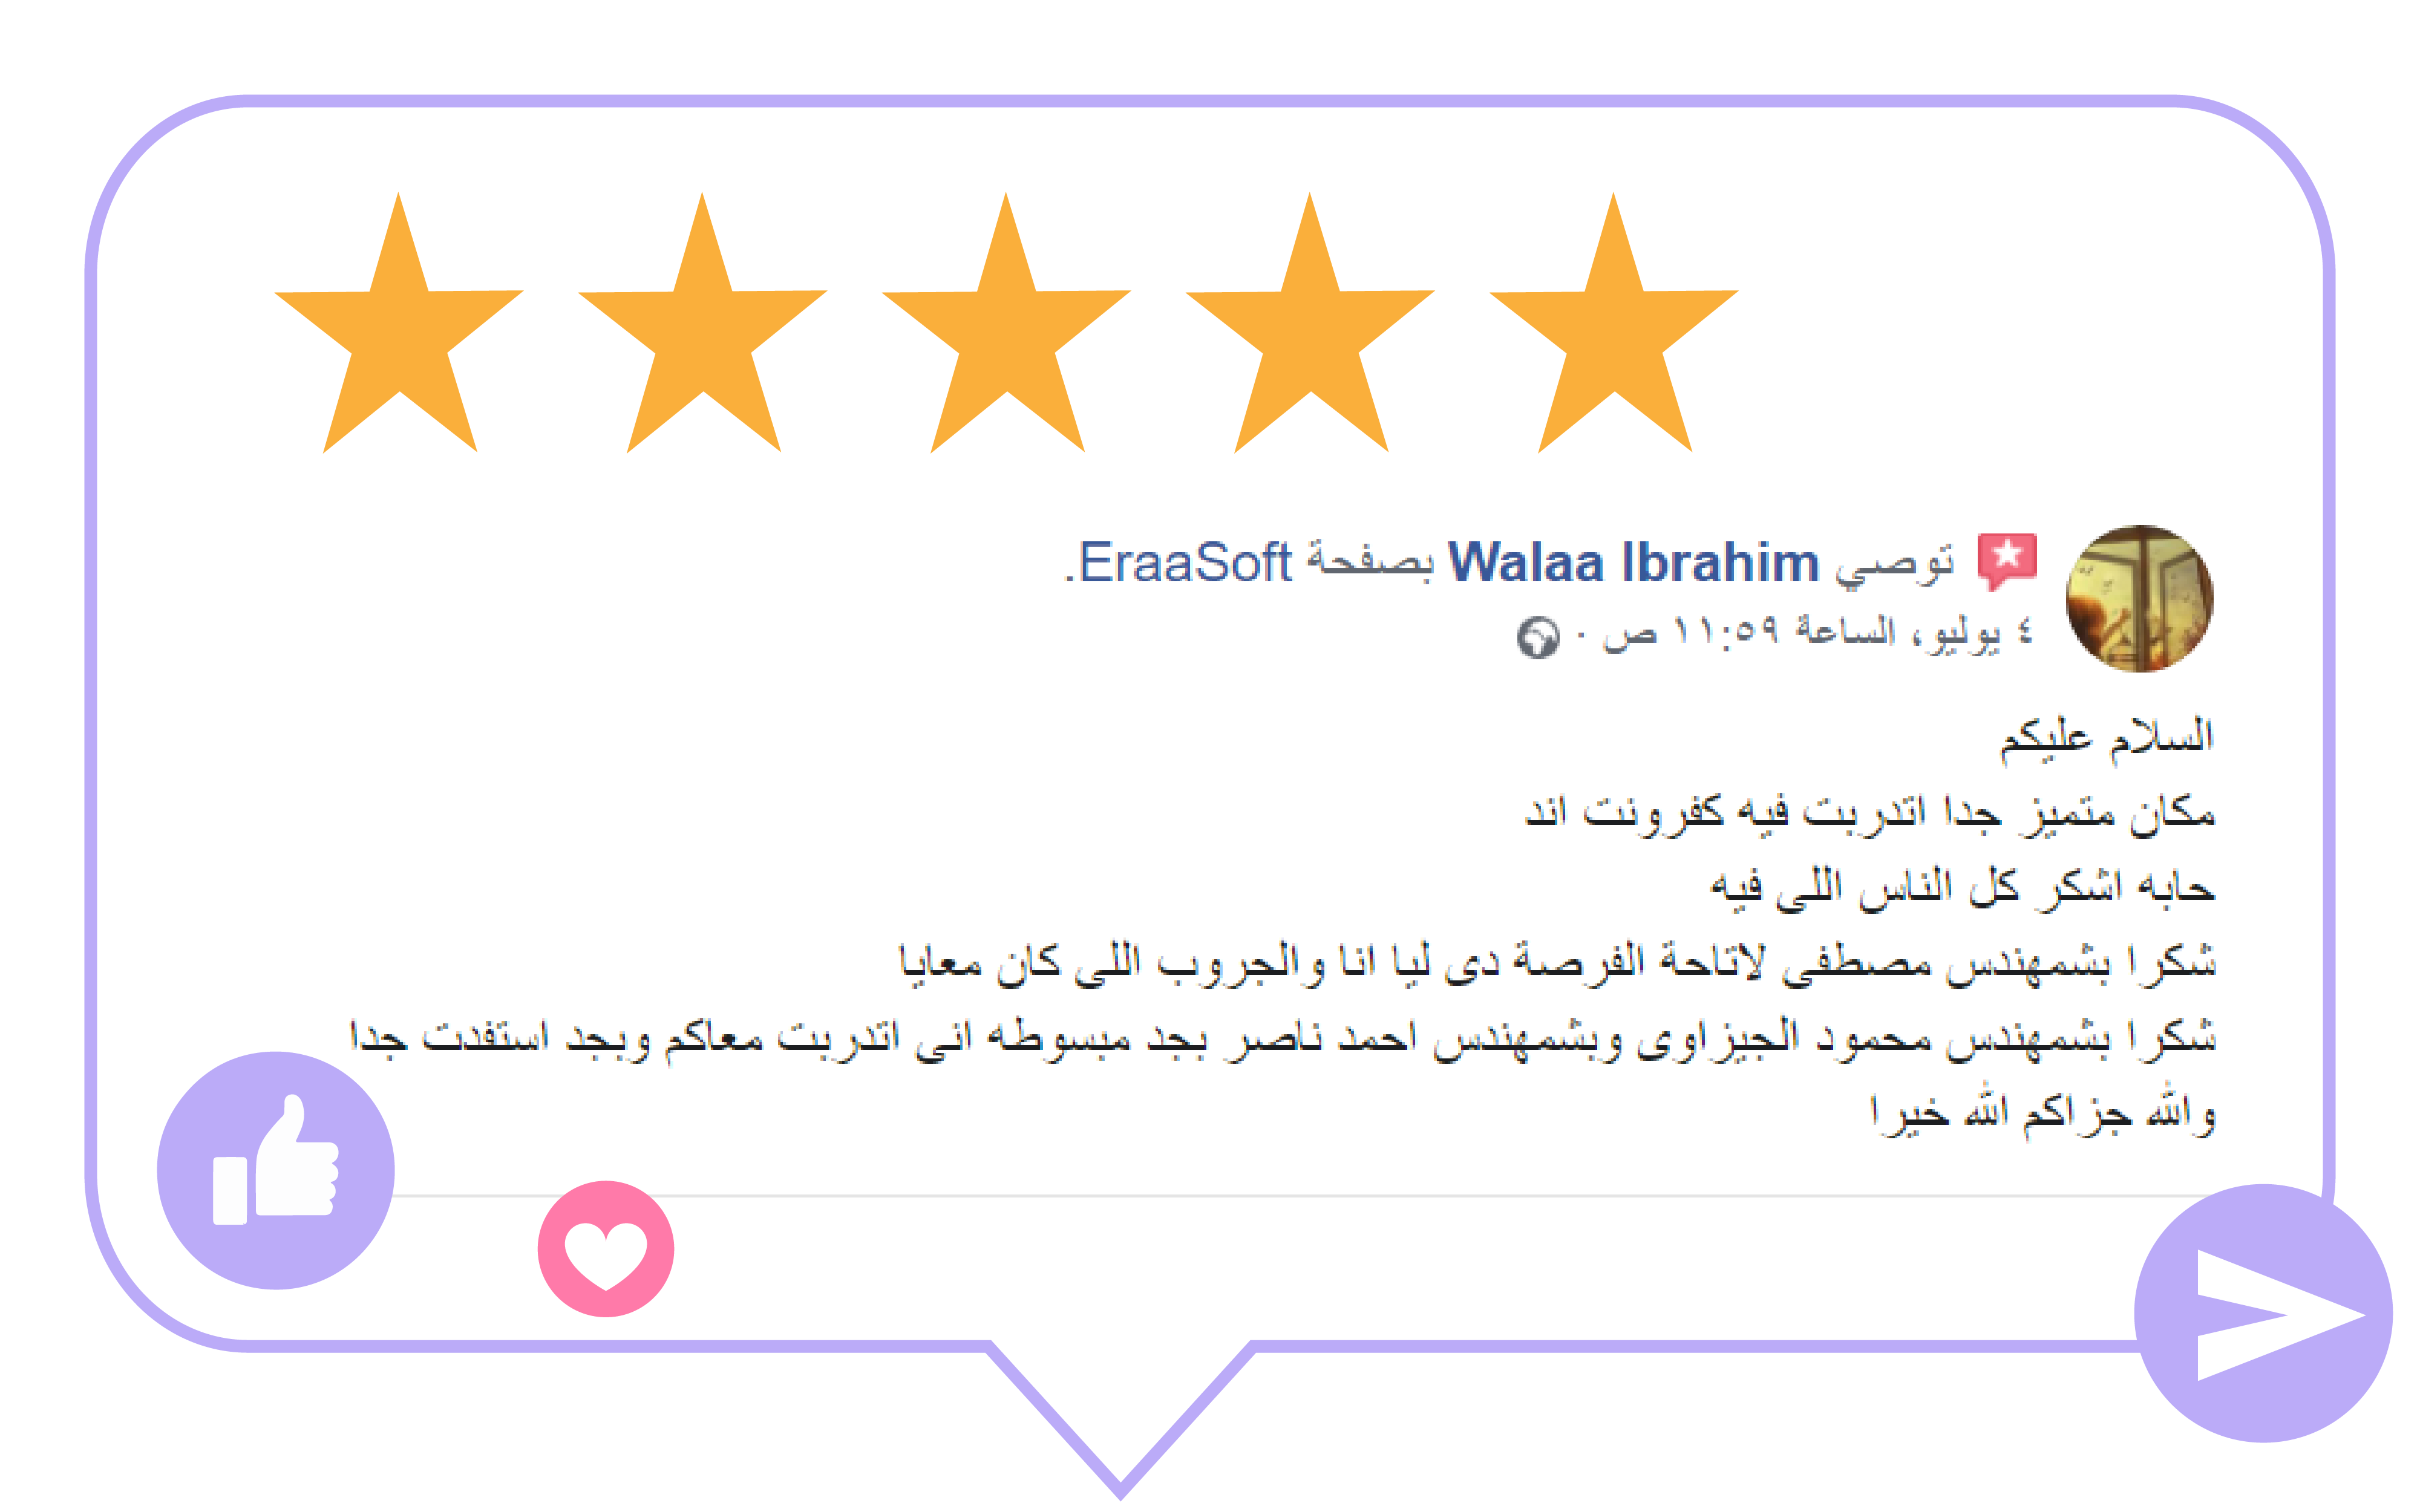 توصي Walaa Ibrahim بصفحة EraaSoft.
٤ يوليو، الساعة ١١:٥٩ ص ·
السلام عليكم
مكان متميز جدا اتدربت فيه كفرونت اند
حابه اشكر كل الناس اللى فيه
شكرا بشمهندس مصطفى لاتاحة الفرصة دى ليا انا والجروب اللى كان معايا
شكرا بشمهندس محمود الجيزاوى وبشمهندس احمد ناصر بجد مبسوطه انى اتدربت معاكم وبجد استفدت جدا
والله جزاكم الله خيرا